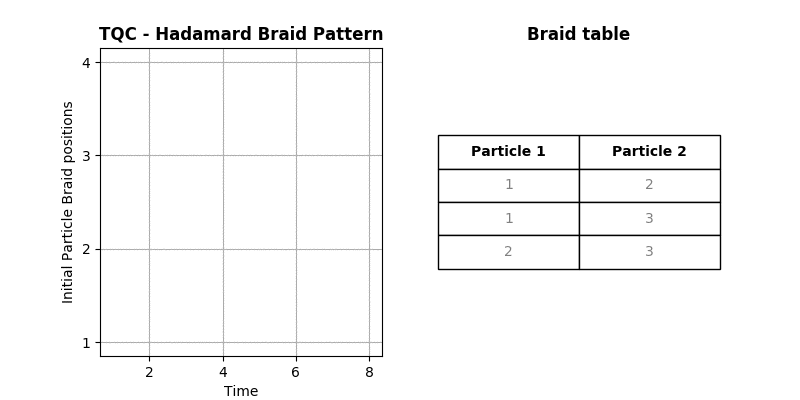 TQC - Hadamard Braid Pattern
4
3
2
1
Initial Particle Braid positions
2 4 6 8
Time
Braid table
Particle 1 Particle 2
1 2
1 3
2 3